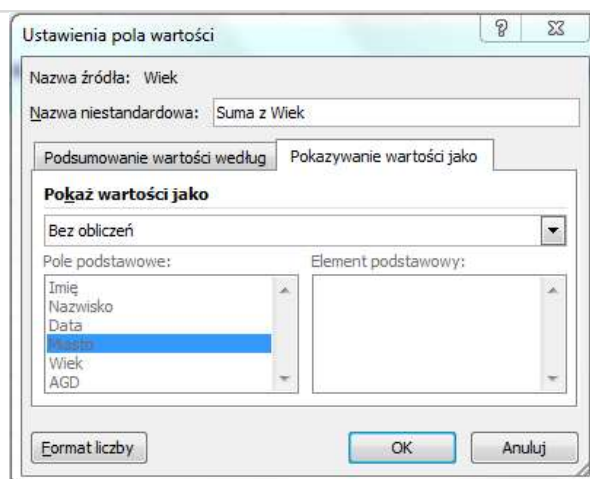 Ustawienia pola wartości
Nazwa źródła: Wiek
Nazwa niestandardowa: Suma z Wiek
Podsumowanie wartości według Pokazywanie wartości jako
Pokaż wartości jako
Bez obliczeń
Pole podstawowe: Element podstawowy:
Imię
Nazwisko
Data
Miasto
Wiek
AGD
Format liczby OK Anuluj